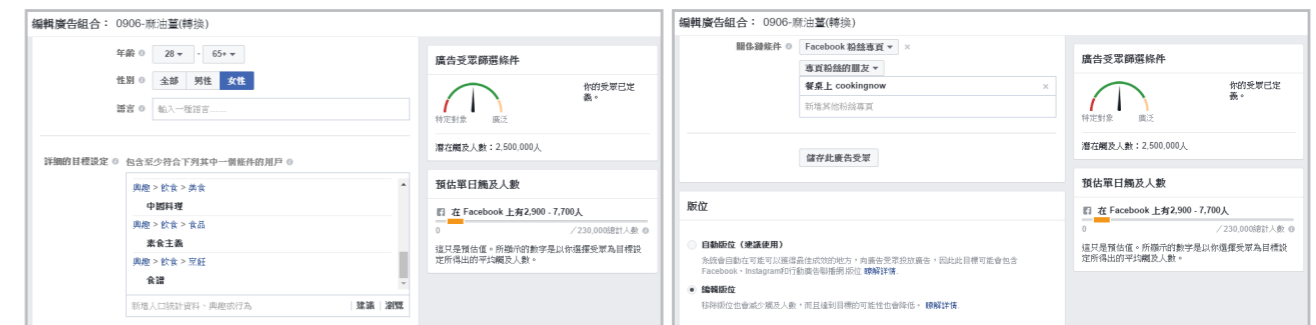 編輯廣告組合： 0906-麻油薑(轉換)
年齡 28 - 65+
性別 全部 男性 女性
語言 輸入一種語言......
詳細的目標設定 包含至少符合下列其中一個條件的用戶
興趣 > 飲食 > 美食
中國料理
興趣 > 飲食 > 食品
素食主義
興趣 > 飲食 > 烹飪
食譜
新增人口統計資料、興趣或行為 | 建議 | 瀏覽
廣告受眾篩選條件
你的受眾已定
義。
特定對象 廣泛
潛在觸及人數：2,500,000人
預估單日觸及人數
在 Facebook 上有2,900 - 7,700人
0 ／230,000總計人數
這只是預估值。所顯示的數字是以你選擇受眾為目標設
定所得出的平均觸及人數。
編輯廣告組合： 0906-麻油薑(轉換)
關係鏈條件 Facebook 粉絲專頁 ×
專頁粉絲的朋友
餐桌上 cookingnow ×
新增其他粉絲專頁
儲存此廣告受眾
版位
自動版位（建議使用）
系統會自動在可能可以獲得最佳成效的地方，向廣告受眾投放廣告，因此此目標可能會包含
Facebook、Instagram和行動廣告聯播網版位 瞭解詳情.
編輯版位
移除版位也會減少觸及人數，而且達到目標的可能性也會降低。 瞭解詳情.
廣告受眾篩選條件
你的受眾已定
義。
特定對象 廣泛
潛在觸及人數：2,500,000人
預估單日觸及人數
在 Facebook 上有2,900 - 7,700人
0 ／230,000總計人數
這只是預估值。所顯示的數字是以你選擇受眾為目標設
定所得出的平均觸及人數。